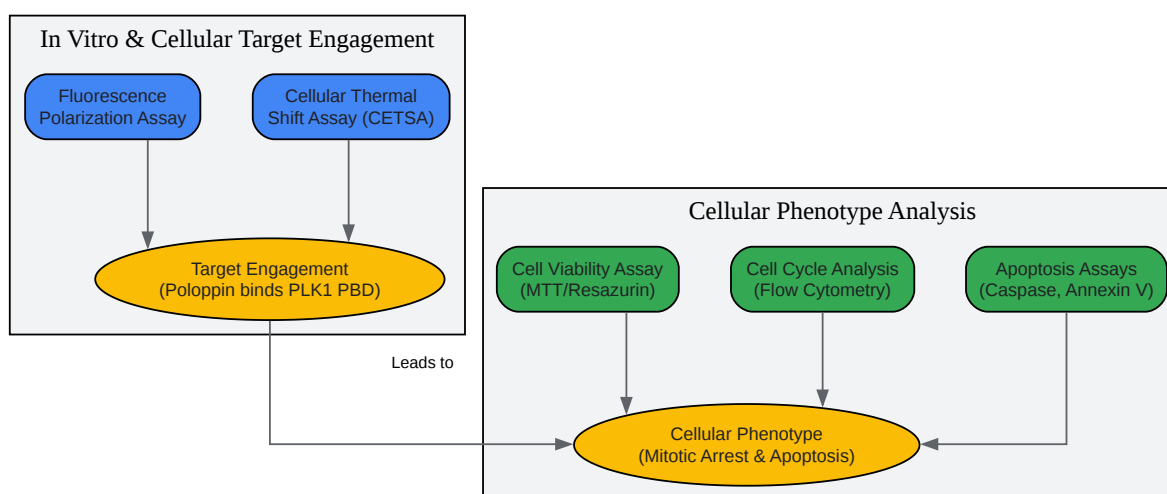 In Vitro & Cellular Target Engagement
Fluorescence
Polarization Assay
Cellular Thermal
Shift Assay (CETSA)
Target Engagement
(Poloppin binds PLK1 PBD)
Leads to
Cellular Phenotype Analysis
Cell Viability Assay
(MTT/Resazurin)
Cell Cycle Analysis
(Flow Cytometry)
Apoptosis Assays
(Caspase, Annexin V)
Cellular Phenotype
(Mitotic Arrest & Apoptosis)